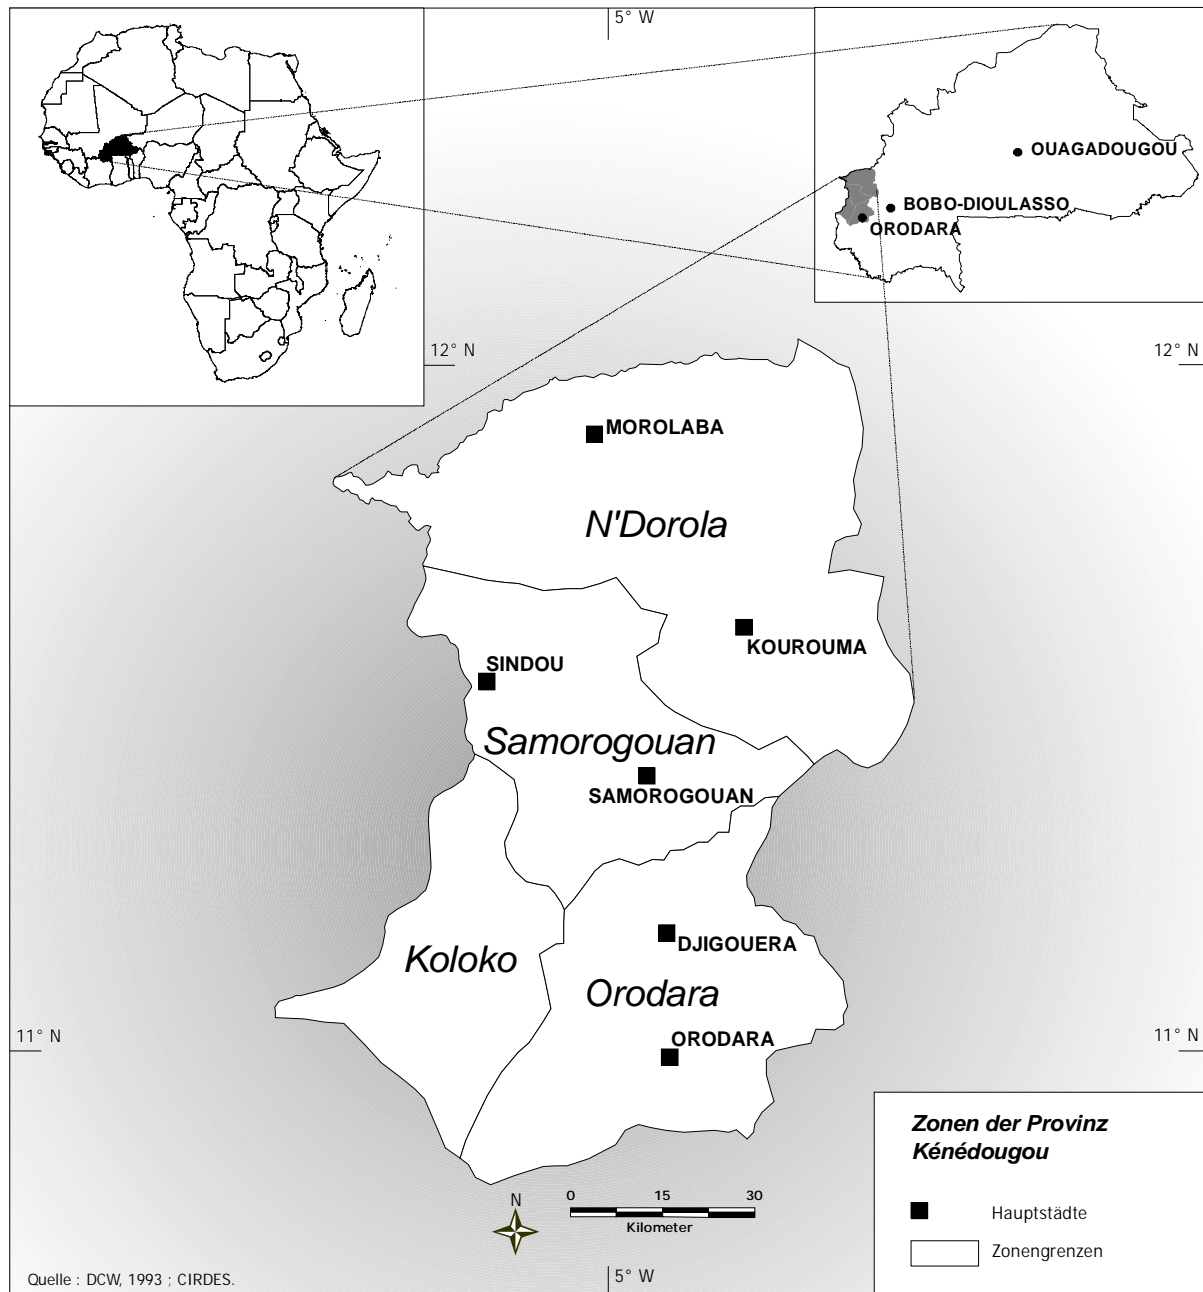 5° W
OUAGADOUGOU
BOBO-DIOULASSO
ORODARA
12° N
12° N
MOROLABA
N'Dorola
KOUROUMA
SINDOU
Samorogouan
SAMOROGOUAN
DJIGOUERA
Koloko
Orodara
ORODARA
11° N
11° N
Zonen der Provinz
Kénédougou
Hauptstädte
Zonengrenzen
N
0 15 30
Kilometer
5° W
Quelle : DCW, 1993 ; CIRDES.